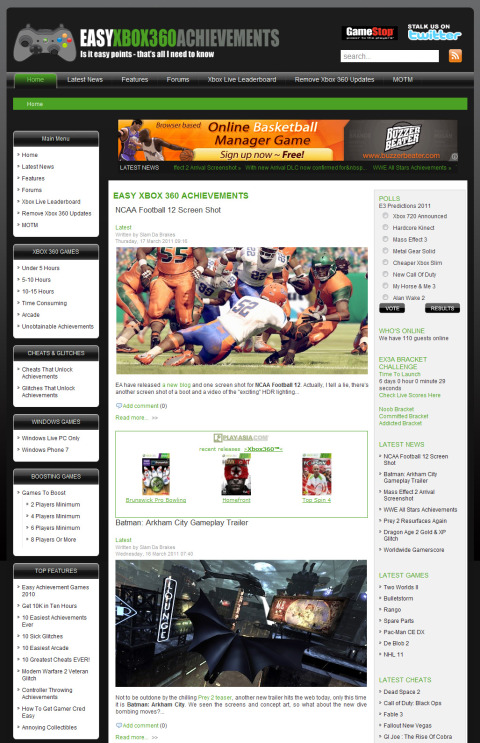 EASYXBOX360ACHIEVEMENTS
Is it easy points - that's all I need to know
GameStop
STALK US ON
twitter
search...
Home
Latest News
Features
Forums
Xbox Live Leaderboard
Remove Xbox 360 Updates
MOTM
Home
Main Menu
Home
Latest News
Features
Forums
Xbox Live Leaderboard
Remove Xbox 360 Updates
MOTM
XBOX 360 GAMES
Under 5 Hours
5-10 Hours
10-15 Hours
Time Consuming
Arcade
Unobtainable Achievements
CHEATS & GLITCHES
Cheats That Unlock
Achievements
Glitches That Unlock
Achievements
WINDOWS GAMES
Windows Live PC Only
Windows Phone 7
BOOSTING GAMES
Games To Boost
2 Players Minimum
4 Players Minimum
6 Players Minimum
8 Players Or More
TOP FEATURES
Easy Achievement Games
2010
Get 10K in Ten Hours
10 Easiest Achievements
Ever
10 Sick Glitches
10 Easiest Arcade
10 Greatest Cheats EVER!
Modern Warfare 2 Veteran
Glitch
Controller Throwing
Achievements
How To Get Gamer Cred
Easy
Annoying Collectibles
Browser based
Online Basketball
Manager Game
Sign up now ~ Free!
BUZZER
BEATER
www.buzzerbeater.com
LATEST NEWS
ffect 2 Arrival Screenshot »
With new Arrival DLC now confirmed for&nbsp...
WWE All Stars Achievements »
EASY XBOX 360 ACHIEVEMENTS
NCAA Football 12 Screen Shot
Latest
Written by Slam Da Brakes
Thursday, 17 March 2011
EA have released a new blog and one screen shot for NCAA Football 12. Actually, I tell a lie, there's
another screen shot of a boot and a video of the "exciting" HDR lighting...
Add comment (0)
Read more... >>
PLAY-ASIA.COM
recent releases »Xbox360™«
Brunswick Pro Bowling
Homefront
Top Spin 4
Batman: Arkham City Gameplay Trailer
Latest
Written by Slam Da Brakes
Wednesday, 16 March 2011
LOUNGE
Not to be outdone by the chilling Prey 2 teaser, another new trailer hits the web today, only this time
it is Batman: Arkham City. We seen the screens and concept art, so what about the new dive
bombing moves?...
Add comment (0)
Read more... >>
POLLS
E3 Predictions 2011
Xbox 720 Announced
Hardcore Kinect
Mass Effect 3
Metal Gear Solid
Cheaper Xbox Slim
New Call Of Duty
My Horse & Me 3
Alan Wake 2
VOTE
RESULTS
WHO'S ONLINE
We have 110 guests online
EX3A BRACKET
CHALLENGE
Time To Launch
6 days 0 hour 0 minute 29
seconds
Check Live Scores Here
Noob Bracket
Committed Bracket
Addicted Bracket
LATEST NEWS
NCAA Football 12 Screen
Shot
Batman: Arkham City
Gameplay Trailer
Mass Effect 2 Arrival
Screenshot
WWE All Stars Achievements
Prey 2 Resurfaces Again
Dragon Age 2 Gold & XP
Glitch
Worldwide Gamerscore
LATEST GAMES
Two Worlds II
Bulletstorm
Rango
Spare Parts
Pac-Man CE DX
De Blob 2
NHL 11
LATEST CHEATS
Dead Space 2
Call of Duty: Black Ops
Fable 3
Fallout New Vegas
GI Joe : The Rise Of Cobra